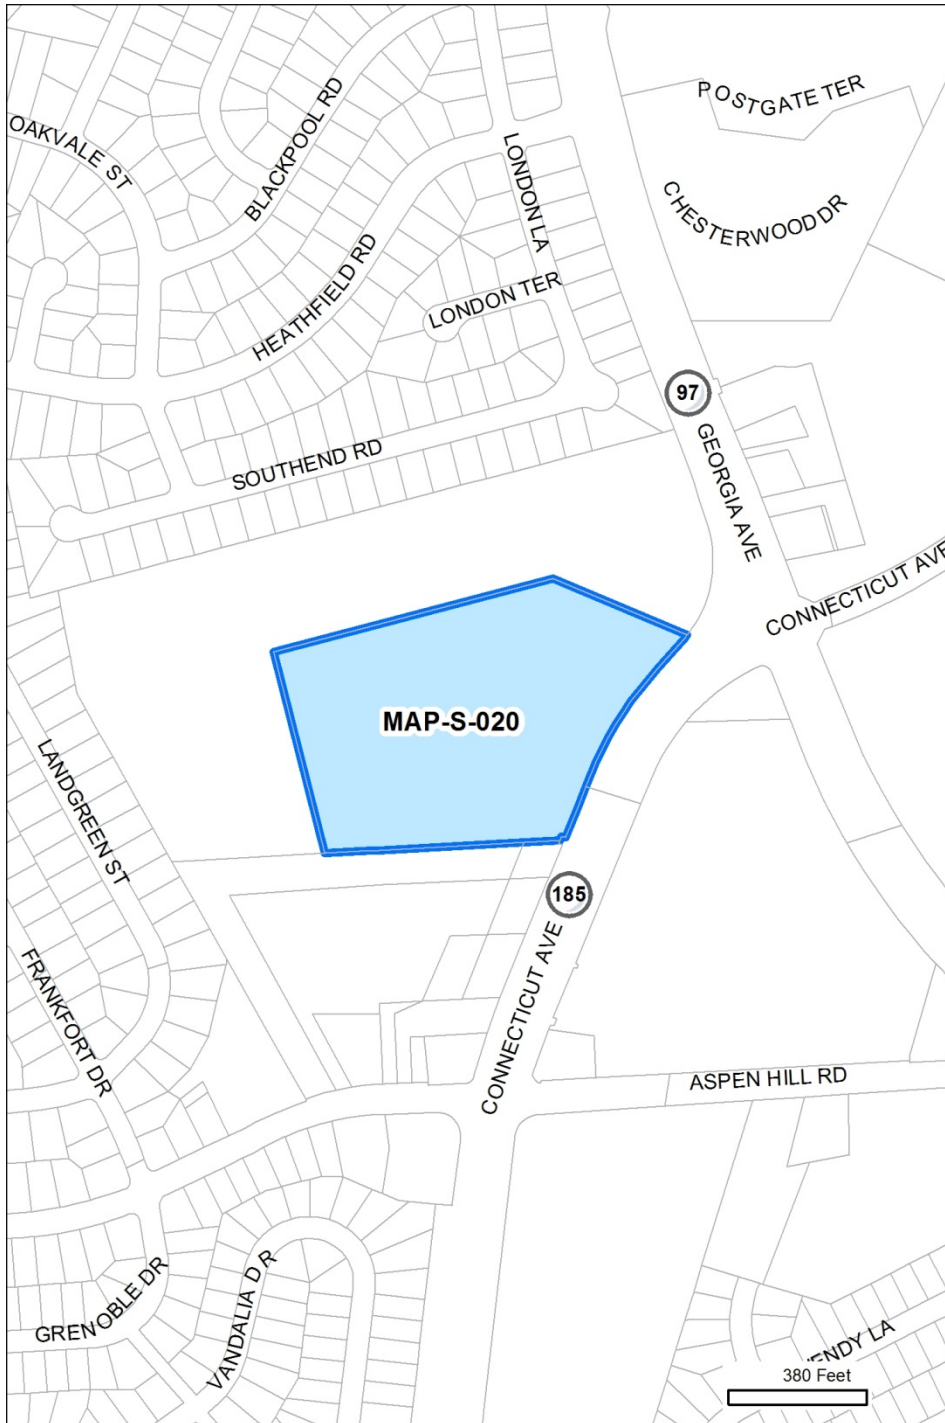 POSTGATE TER
OAKVALE ST
BLACKPOOL RD
LONDON LA
CHESTERWOOD DR
HEATHFIELD RD
LONDON TER
97
GEORGIA AVE
SOUTHEND RD
CONNECTICUT AVE
MAP-S-020
LANDGREEN ST
185
CONNECTICUT AVE
FRANKFORT DR
ASPEN HILL RD
GRENOBLE DR
VANDALIA DR
380 Feet